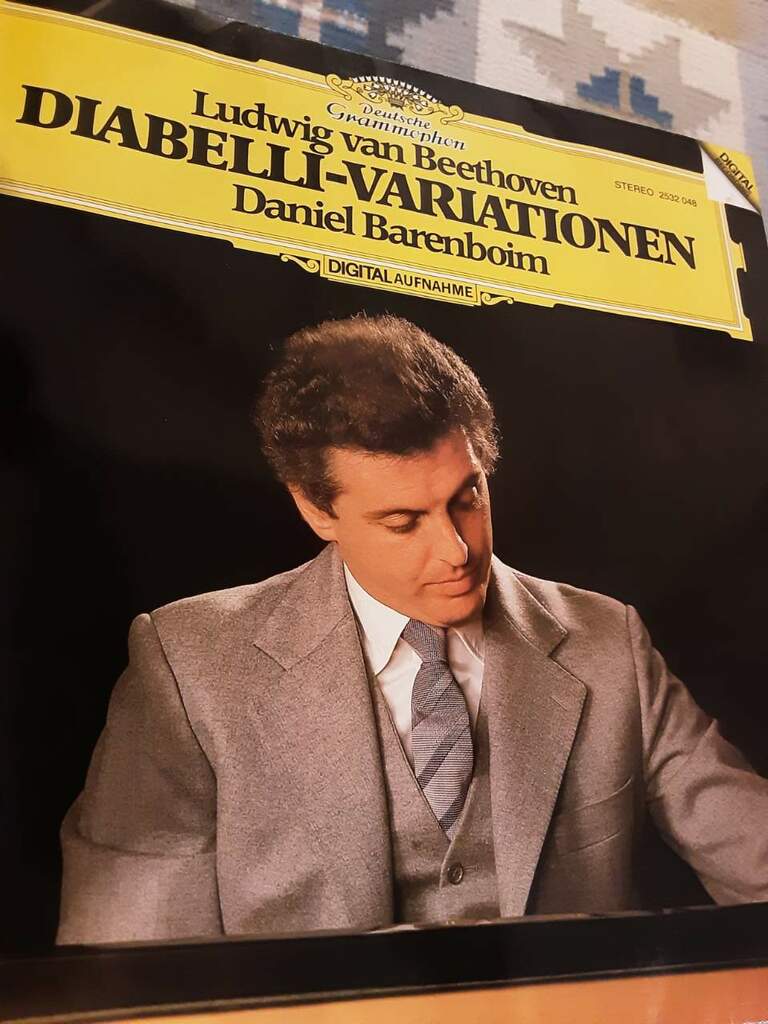 Deutsche
Grammophon
Ludwig van Beethoven
DIABELLI-VARIATIONEN
Daniel Barenboim
STEREO 2532 048
DIGITAL
DIGITAL AUFNAHME